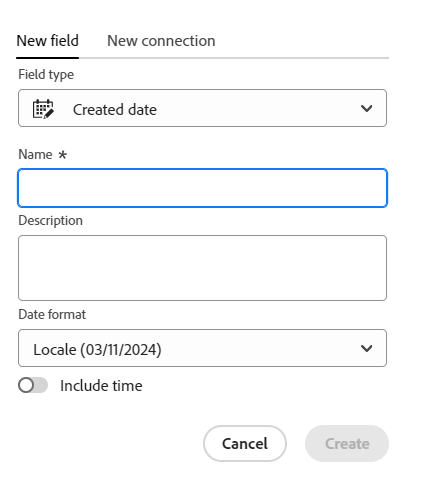 New field New connection
Field type
Created date
Name *
Description
Date format
Locale (03/11/2024)
Include time
Cancel Create